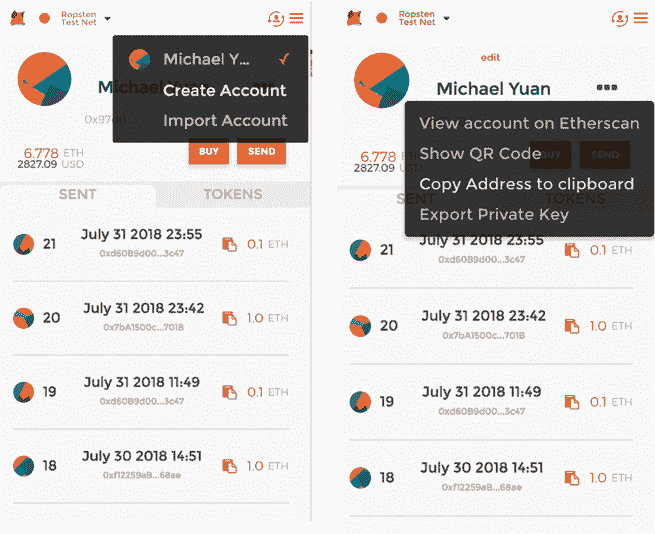 Ropsten
Test Net
Michael Y...
Create Account
Import Account
6.778 ETH
2827.09 USD
BUY
SEND
SENT
TOKENS
21
July 31 2018 23:55
0xd60B9d00...3c47
0.1 ETH
20
July 31 2018 23:42
0x7bA1500c...701B
1.0 ETH
19
July 31 2018 11:49
0xd60B9d00...3c47
0.1 ETH
18
July 30 2018 14:51
0xf12259aB...68ae
1.0 ETH
Ropsten
Test Net
edit
Michael Yuan
View account on Etherscan
Show QR Code
Copy Address to clipboard
Export Private Key
6.778
2827.09 USD
BUY
SEND
21
July 31 2018 23:55
0xd60B9d00...3c47
0.1 ETH
20
July 31 2018 23:42
0x7bA1500c...701B
1.0 ETH
19
July 31 2018 11:49
0xd60B9d00...3c47
0.1 ETH
18
July 30 2018 14:51
0xf12259aB...68ae
1.0 ETH